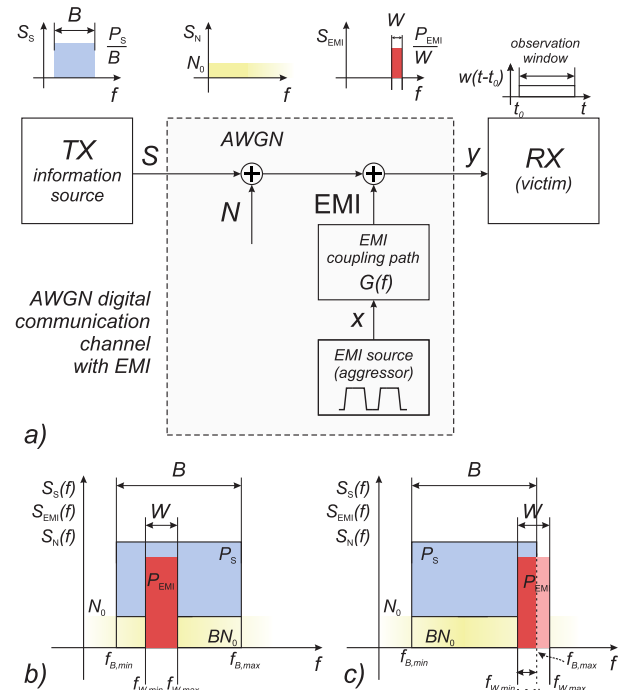 B
S_S
P_S
B
f
S_N
N_0
f
W
S_EMI
P_EMI
W
f
observation
window
w(t-t_0)
t_0
t
TX
information
source
S
AWGN
N
EMI
y
RX
(victim)
EMI
coupling path
G(f)
x
EMI source
(aggressor)
AWGN digital
communication
channel
with EMI
a)
B
S_S(f)
S_EMI(f)
S_N(f)
W
P_S
P_EMI
N_0
BN_0
f_B,min
f_B,max
f
f_W,min
f_W,max
b)
B
S_S(f)
S_EMI(f)
S_N(f)
W
P_S
P_EMI
N_0
BN_0
f_B,min
f_B,max
f
f_W,min
f_W,max
c)